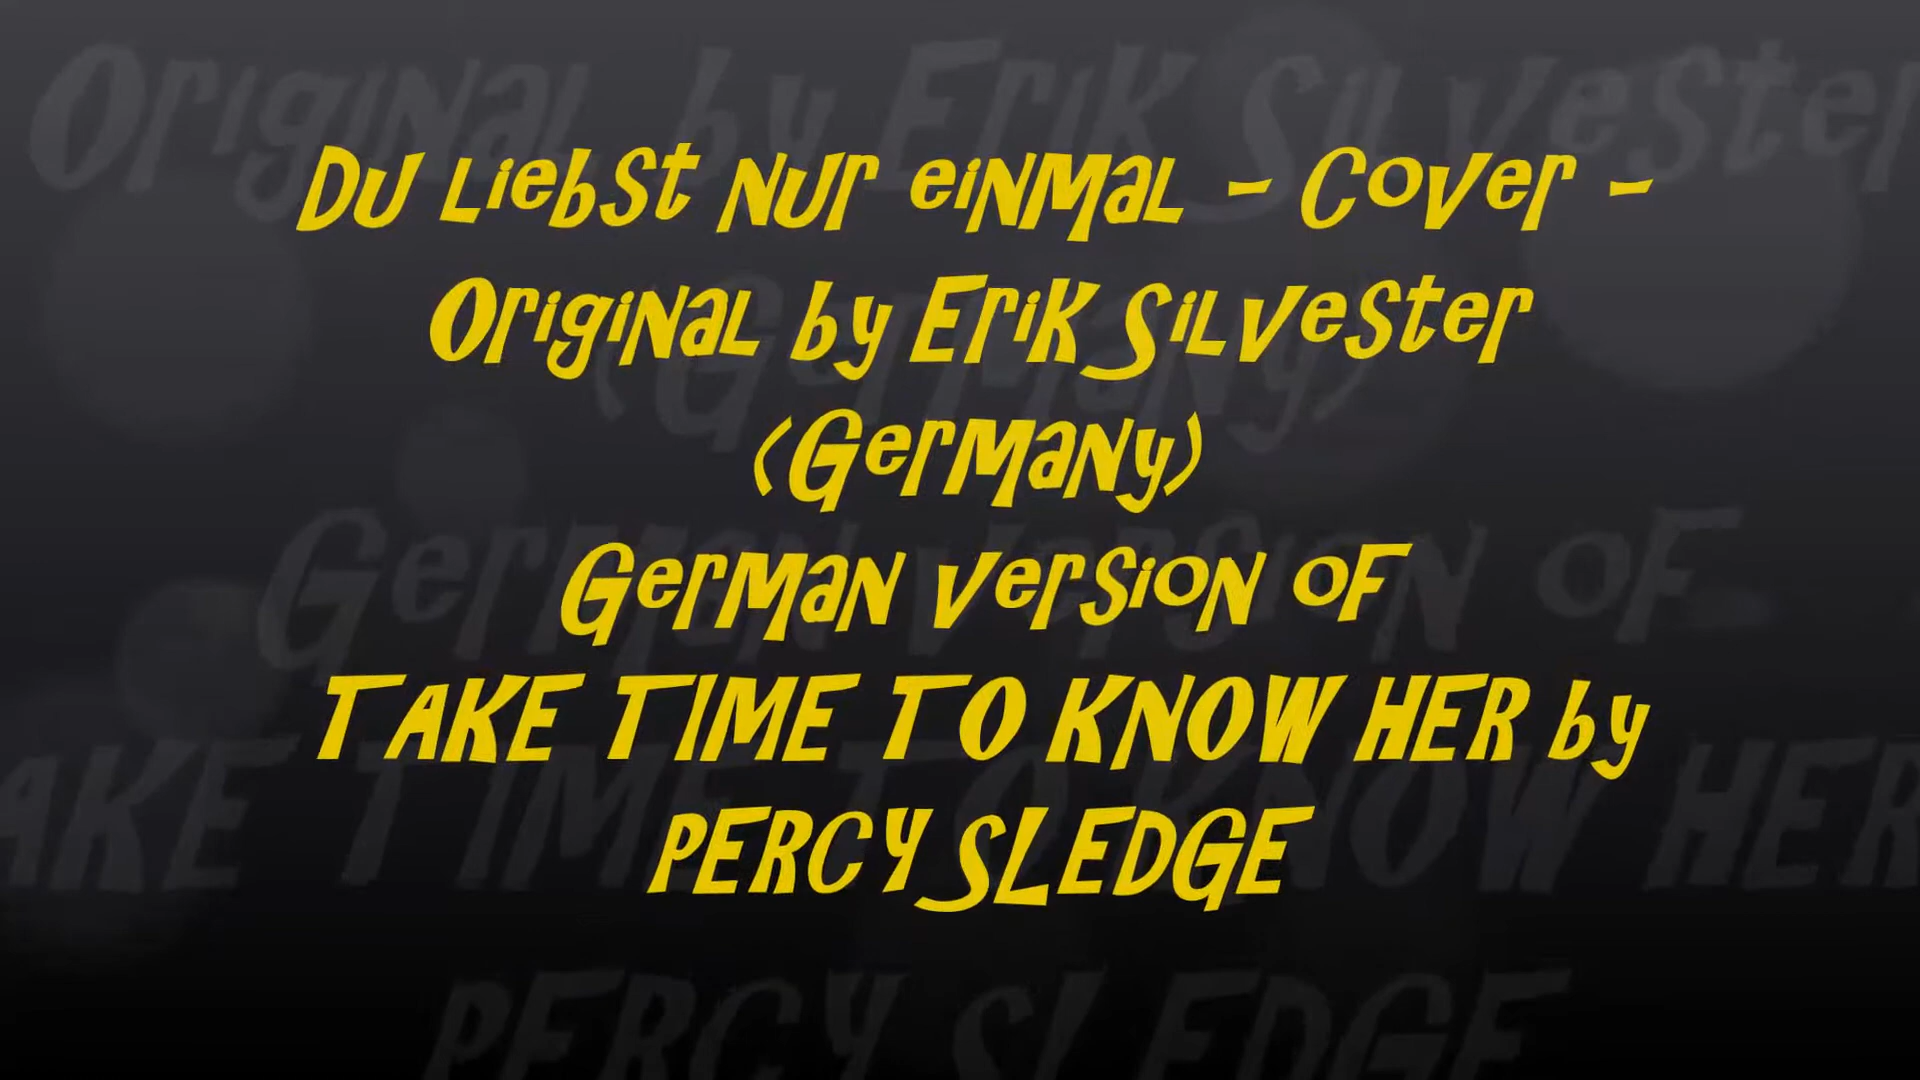 Du liebst nur einmal - Cover -
Original by Erik Silvester
(Germany)
German version of
TAKE TIME TO KNOW HER by
PERCY SLEDGE